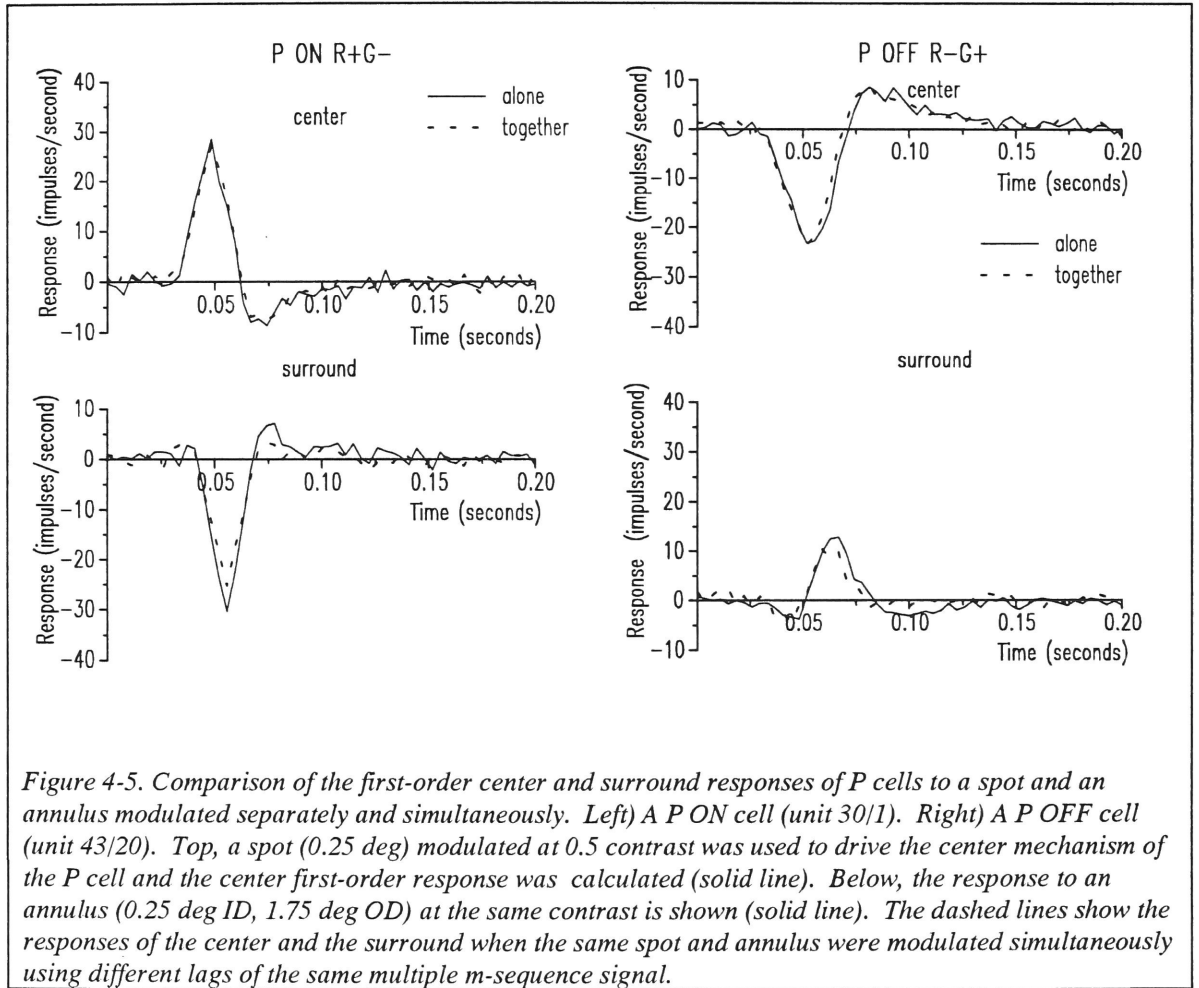 P ON R+G−
40
30
20
10
0
−10
Response (impulses/second)
center
alone
together
0.05
0.10
0.15
0.20
Time (seconds)
surround
10
0
−10
−20
−30
−40
Response (impulses/second)
0.05
0.10
0.15
0.20
Time (seconds)
P OFF R−G+
10
0
−10
−20
−30
−40
Response (impulses/second)
center
0.05
0.10
0.15
0.20
Time (seconds)
alone
together
surround
40
30
20
10
0
−10
Response (impulses/second)
0.05
0.10
0.15
0.20
Time (seconds)
Figure 4-5. Comparison of the first-order center and surround responses of P cells to a spot and an
annulus modulated separately and simultaneously. Left) A P ON cell (unit 30/1). Right) A P OFF cell
(unit 43/20). Top, a spot (0.25 deg) modulated at 0.5 contrast was used to drive the center mechanism of
the P cell and the center first-order response was calculated (solid line). Below, the response to an
annulus (0.25 deg ID, 1.75 deg OD) at the same contrast is shown (solid line). The dashed lines show the
responses of the center and the surround when the same spot and annulus were modulated simultaneously
using different lags of the same multiple m-sequence signal.